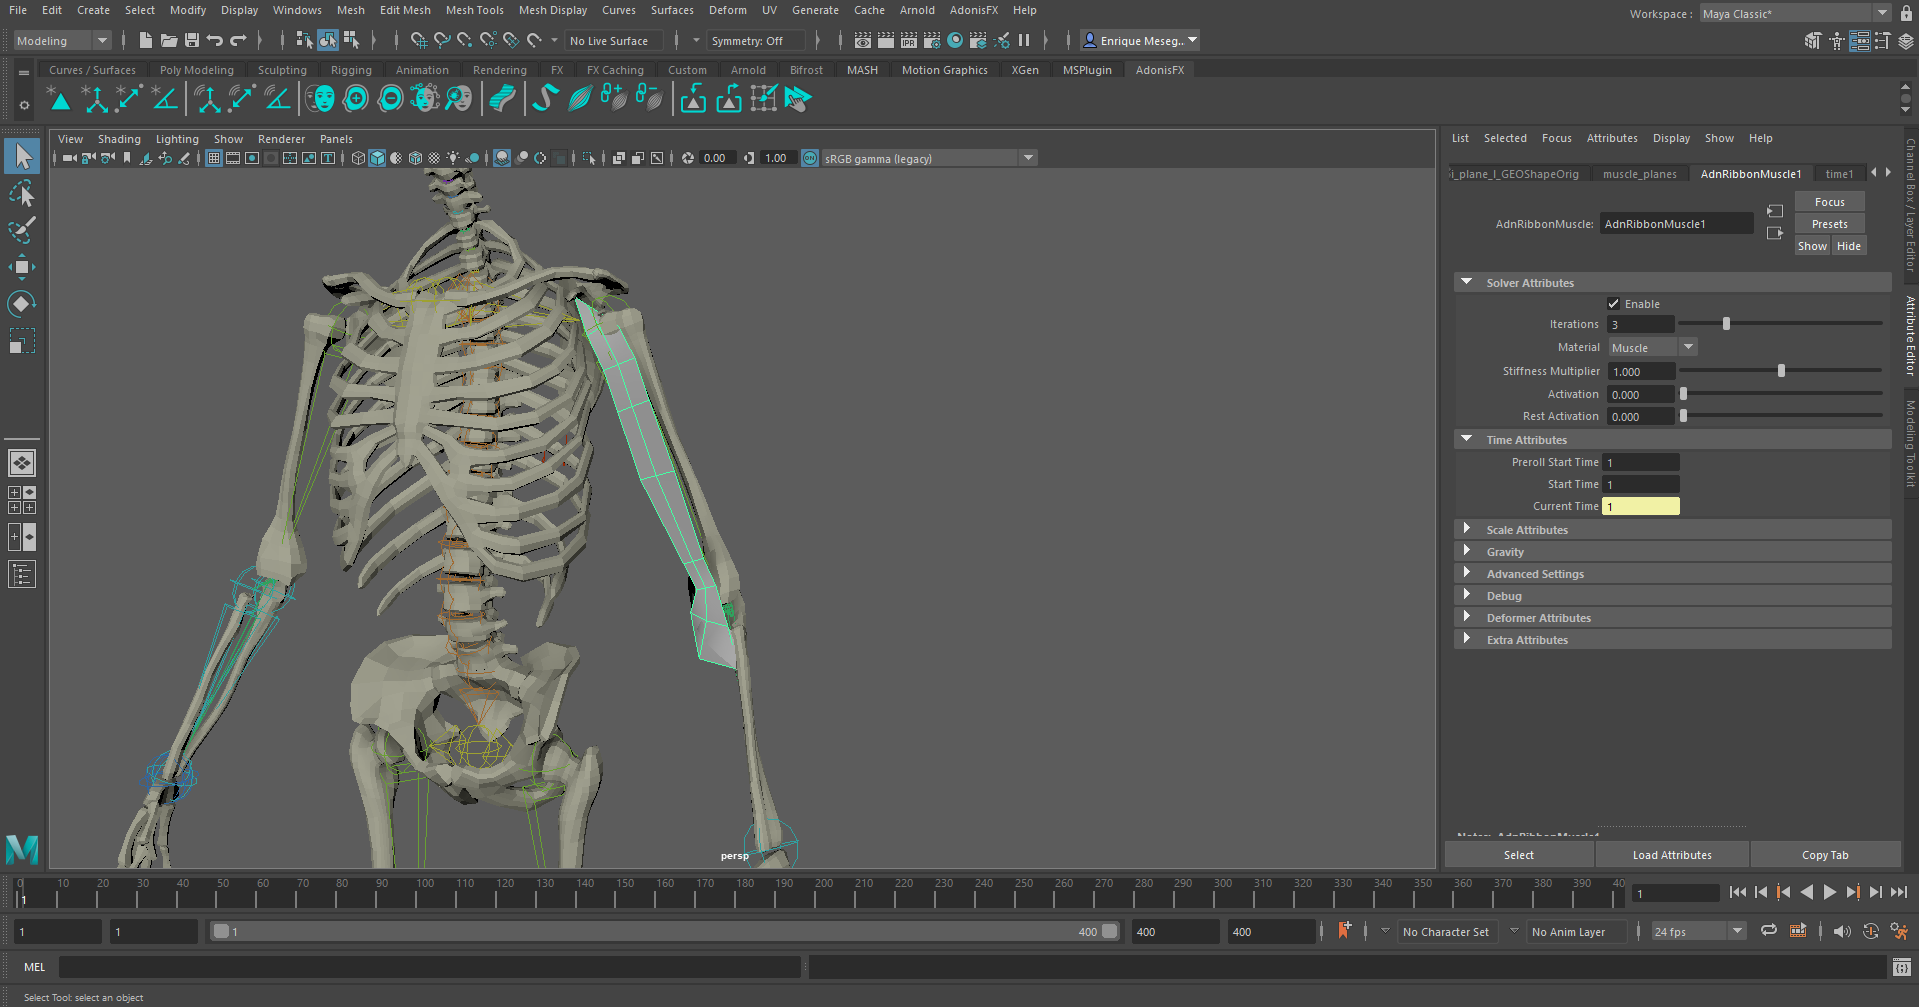 File Edit Create Select Modify Display Windows Mesh Edit Mesh Mesh Tools Mesh Display Curves Surfaces Deform UV Generate Cache Arnold AdonisFX Help
Workspace : Maya Classic*
Modeling No Live Surface Symmetry: Off IPR Enrique Meseg...
Curves / Surfaces Poly Modeling Sculpting Rigging Animation Rendering FX FX Caching Custom Arnold Bifrost MASH Motion Graphics XGen MSPlugin AdonisFX
View Shading Lighting Show Renderer Panels
0.00 1.00 ON sRGB gamma (legacy)
persp
List Selected Focus Attributes Display Show Help
i_plane_l_GEOShapeOrig muscle_planes AdnRibbonMuscle1 time1
Focus
AdnRibbonMuscle: AdnRibbonMuscle1 Presets
Show Hide
Solver Attributes
Enable
Iterations 3
Material Muscle
Stiffness Multiplier 1.000
Activation 0.000
Rest Activation 0.000
Time Attributes
Preroll Start Time 1
Start Time 1
Current Time 1
Scale Attributes
Gravity
Advanced Settings
Debug
Deformer Attributes
Extra Attributes
Notes: AdnRibbonMuscle1
Select Load Attributes Copy Tab
Channel Box / Layer Editor
Attribute Editor
Modeling Toolkit
0 10 20 30 40 50 60 70 80 90 100 110 120 130 140 150 160 170 180 190 200 210 220 230 240 250 260 270 280 290 300 310 320 330 340 350 360 370 380 390 40
1 1
1 1 1 400 400 400 No Character Set No Anim Layer 24 fps
MEL
Select Tool: select an object